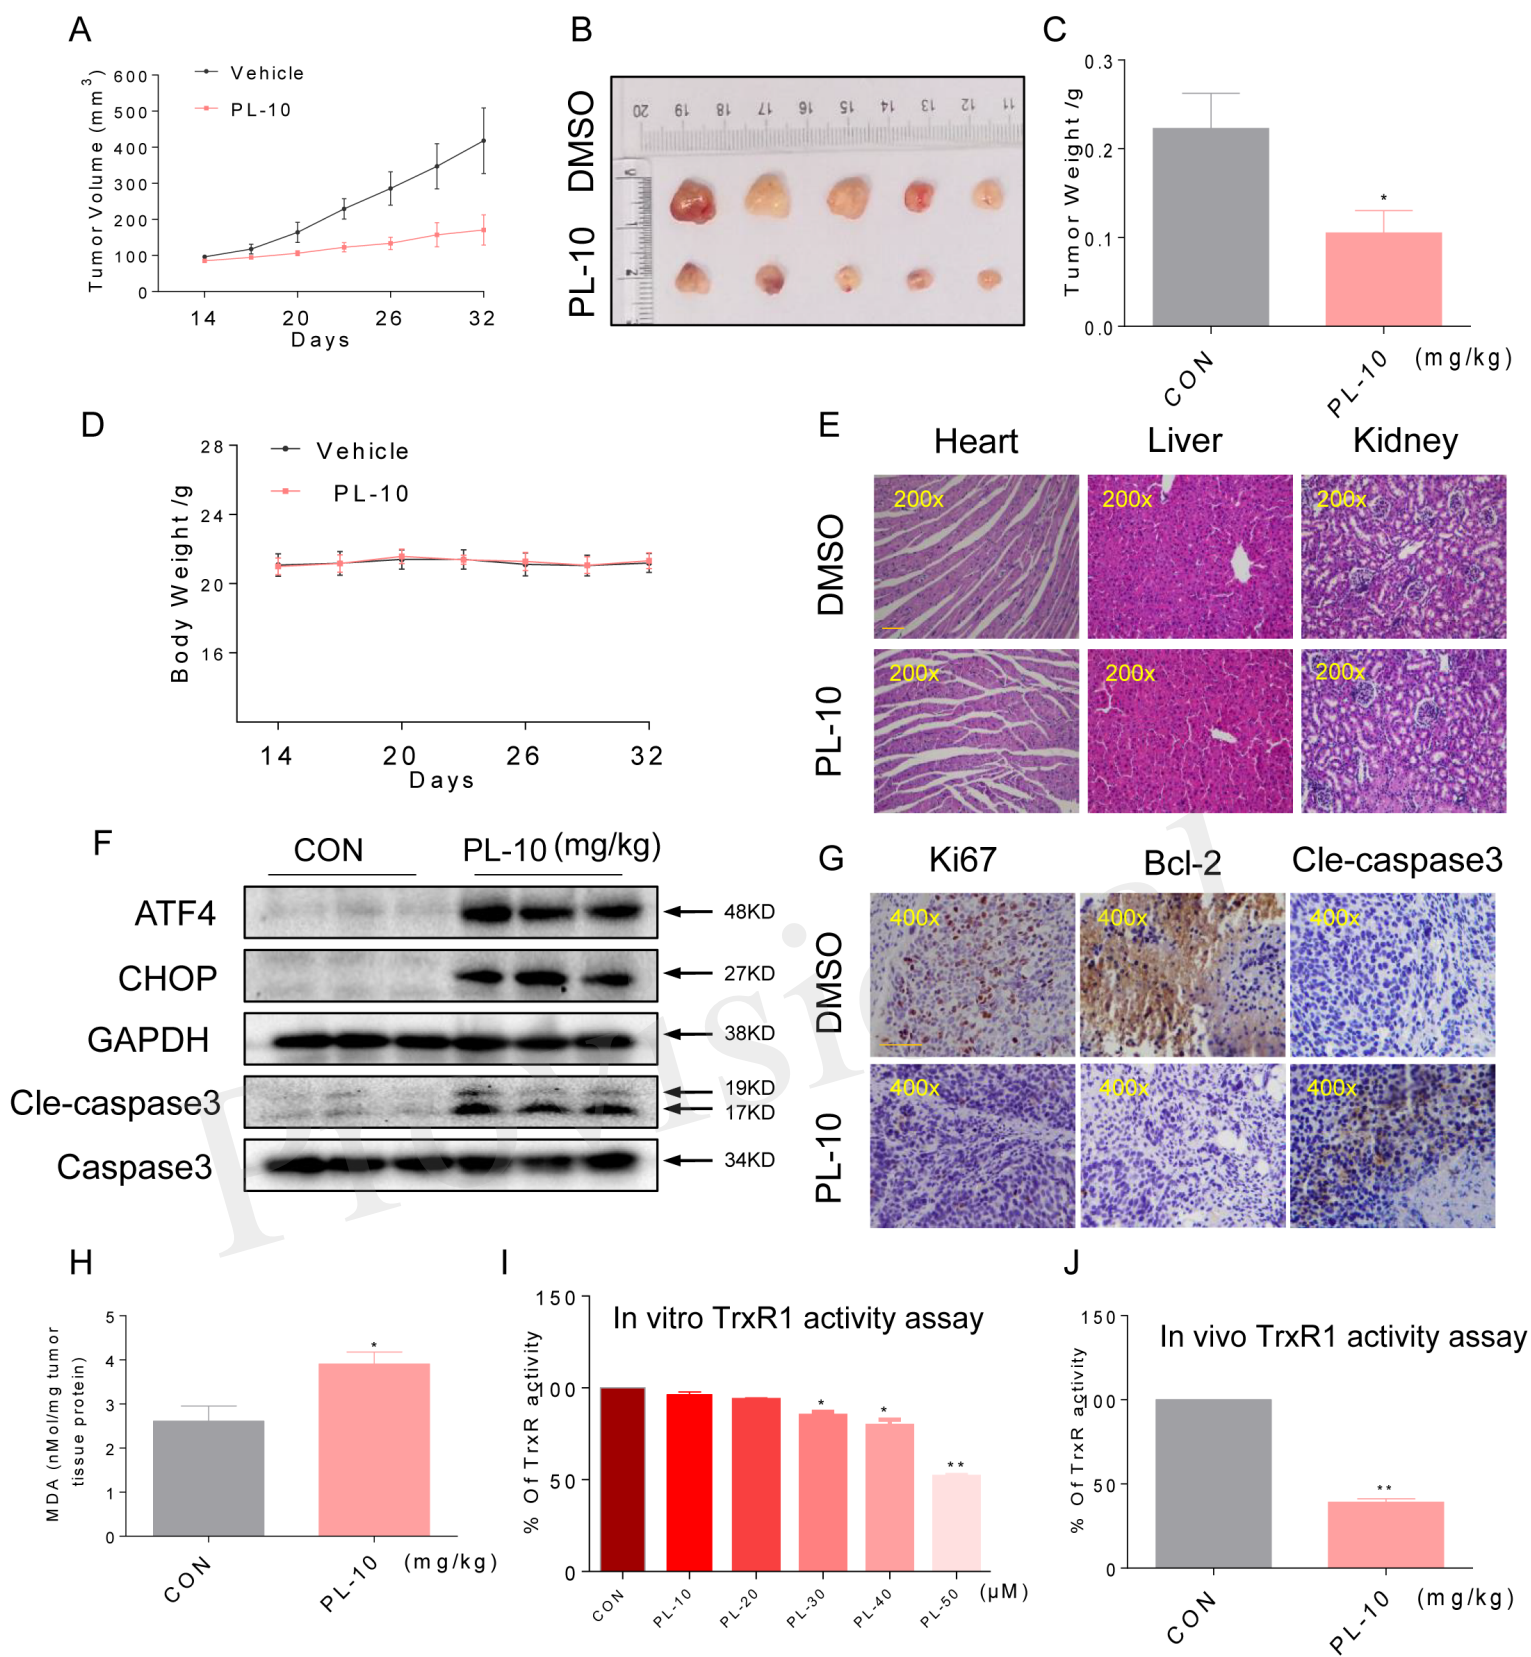 A
Tumor Volume (mm3)
600
500
400
300
200
100
0
Vehicle
PL-10
14
20
26
32
Days
B
DMSO
PL-10
20 19 18 17 16 15 14 13 12 11
0
1
2
C
Tumor Weight /g
0.3
0.2
0.1
0.0
*
CON
PL-10
(mg/kg)
D
Body Weight /g
28
24
20
16
Vehicle
PL-10
14
20
26
32
Days
E
Heart
Liver
Kidney
DMSO
200x
200x
200x
PL-10
200x
200x
200x
F
CON
PL-10 (mg/kg)
ATF4
48KD
CHOP
27KD
GAPDH
38KD
Cle-caspase3
19KD
17KD
Caspase3
34KD
G
Ki67
Bcl-2
Cle-caspase3
DMSO
400x
400x
400x
PL-10
400x
400x
400x
Provisional
H
MDA (nMol/mg tumor
tissue protein)
5
4
3
2
1
0
*
CON
PL-10
(mg/kg)
I
In vitro TrxR1 activity assay
% Of TrxR activity
150
100
50
0
*
*
**
CON
PL-10
PL-20
PL-30
PL-40
PL-50
(μM)
J
In vivo TrxR1 activity assay
% Of TrxR activity
150
100
50
0
**
CON
PL-10
(mg/kg)